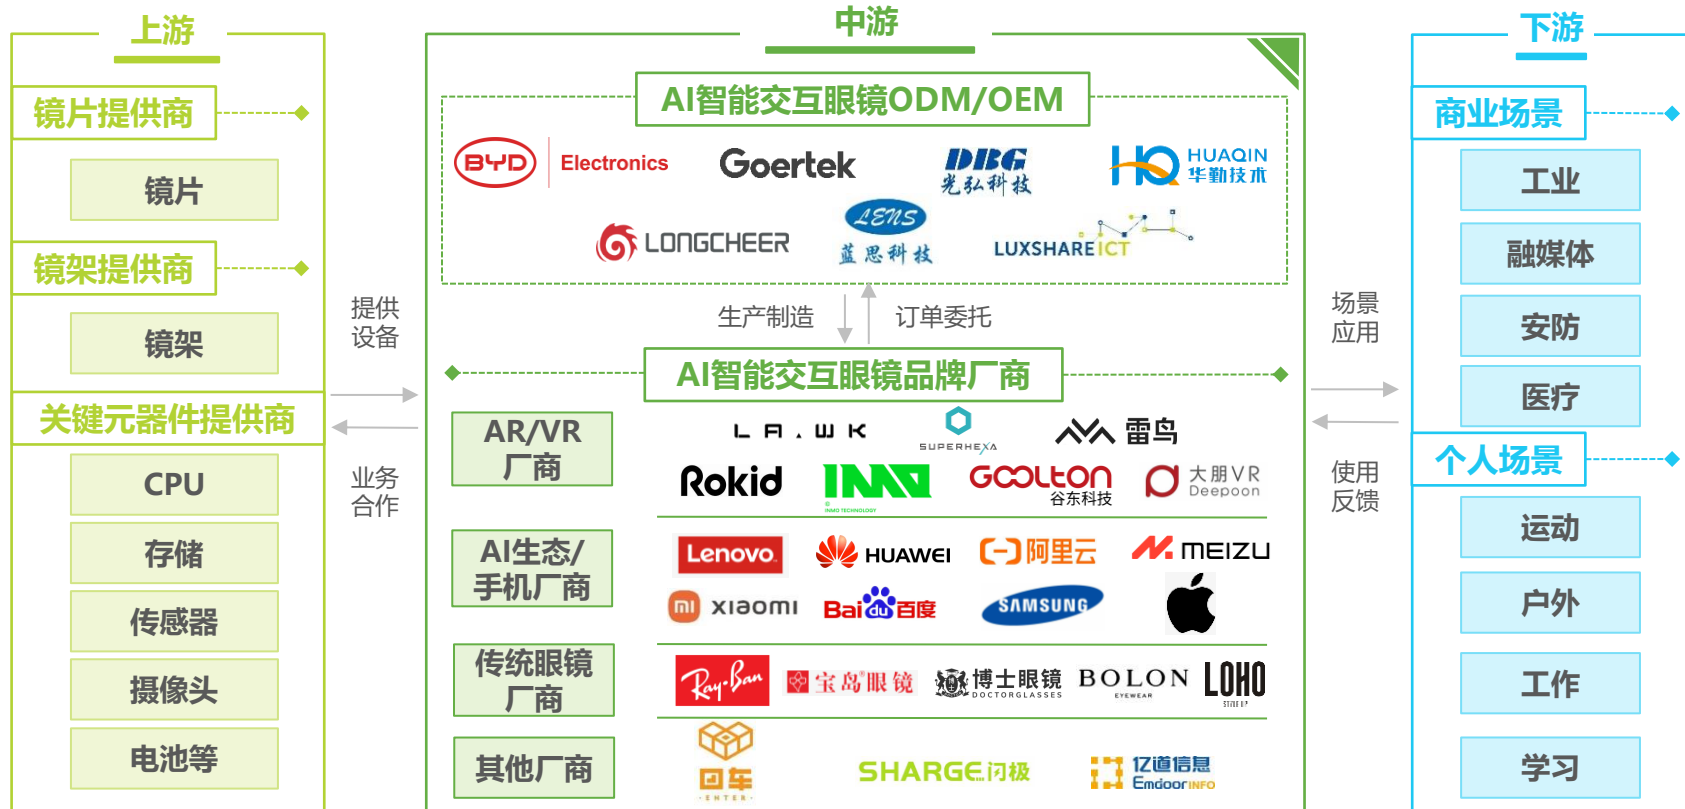 上游
镜片提供商
镜片
镜架提供商
镜架
关键元器件提供商
CPU
存储
传感器
摄像头
电池等
提供
设备
业务
合作
中游
AI智能交互眼镜ODM/OEM
BYD Electronics
Goertek
DBG
光弘科技
HQ HUAQIN
华勤技术
LONGCHEER
LENS
蓝思科技
LUXSHARE ICT
生产制造
订单委托
AI智能交互眼镜品牌厂商
AR/VR
厂商
LA.WK
SUPERHEXA
雷鸟
Rokid
INMO
INMO TECHNOLOGY
GOOLTON
谷东科技
大朋VR
Deepoon
AI生态/
手机厂商
Lenovo
HUAWEI
阿里云
MEIZU
mi xiaomi
Baidu百度
SAMSUNG
传统眼镜
厂商
Ray-Ban
宝岛®眼镜
博士眼镜
DOCTORGLASSES
BOLON
EYEWEAR
LOHO
其他厂商
回车
·ENTER·
SHARGE闪极
亿道信息
Emdoor INFO
场景
应用
使用
反馈
下游
商业场景
工业
融媒体
安防
医疗
个人场景
运动
户外
工作
学习